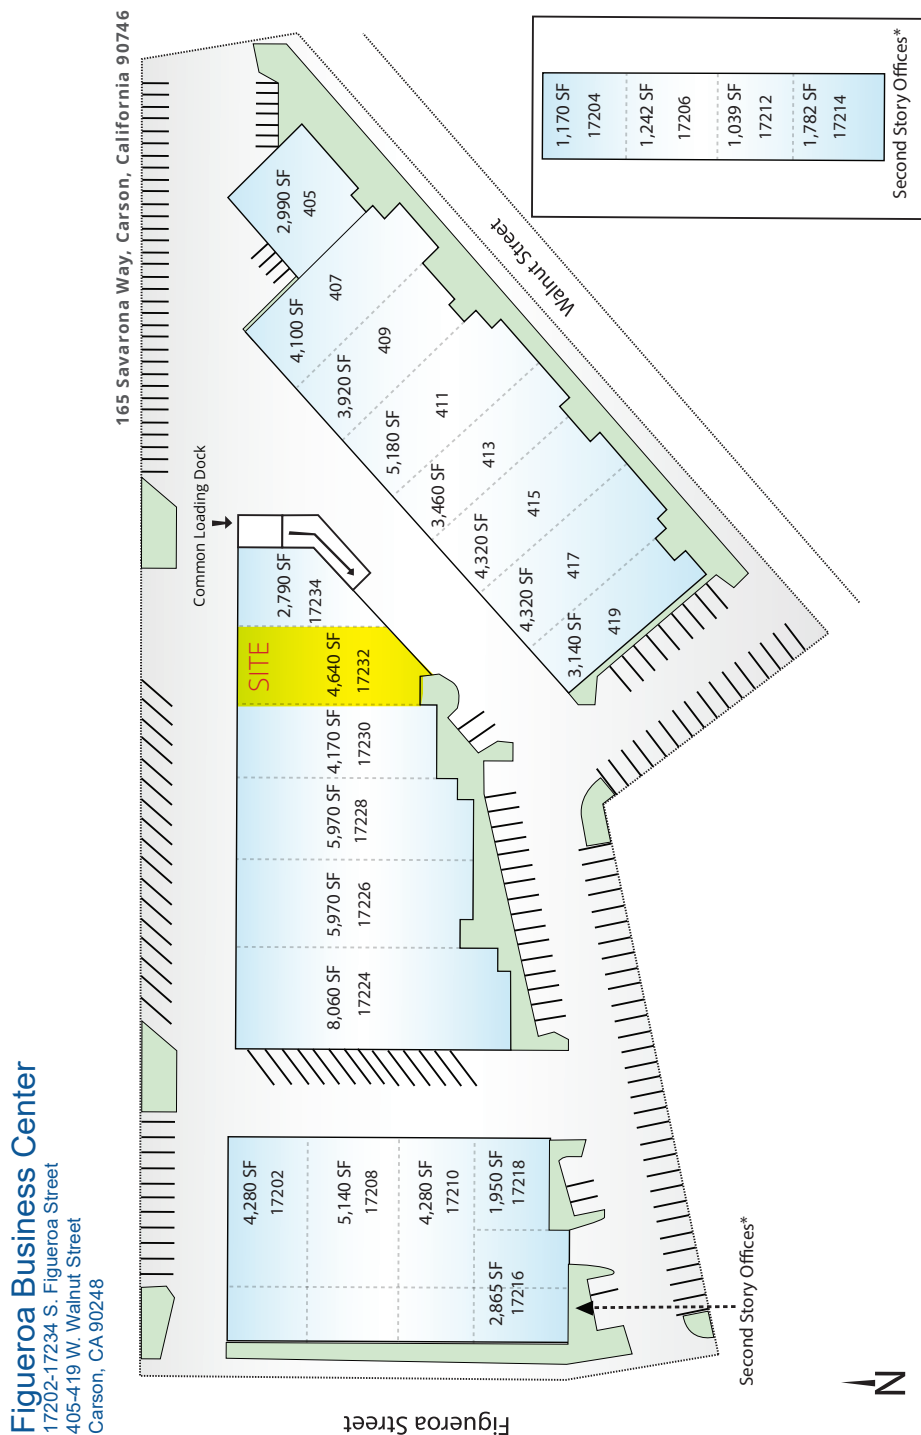 Figueroa Business Center
17202-17234 S. Figueroa Street
405-419 W. Walnut Street
Carson, CA 90248
165 Savarona Way, Carson, California 90746
Figueroa Street
4,280 SF
17202
5,140 SF
17208
4,280 SF
17210
2,865 SF
17216
1,950 SF
17218
Second Story Offices*
8,060 SF
17224
5,970 SF
17226
5,970 SF
17228
4,170 SF
17230
SITE
4,640 SF
17232
2,790 SF
17234
Common Loading Dock
2,990 SF
405
4,100 SF
407
3,920 SF
409
5,180 SF
411
3,460 SF
413
4,320 SF
415
4,320 SF
417
3,140 SF
419
Walnut Street
1,170 SF
17204
1,242 SF
17206
1,039 SF
17212
1,782 SF
17214
Second Story Offices*
N